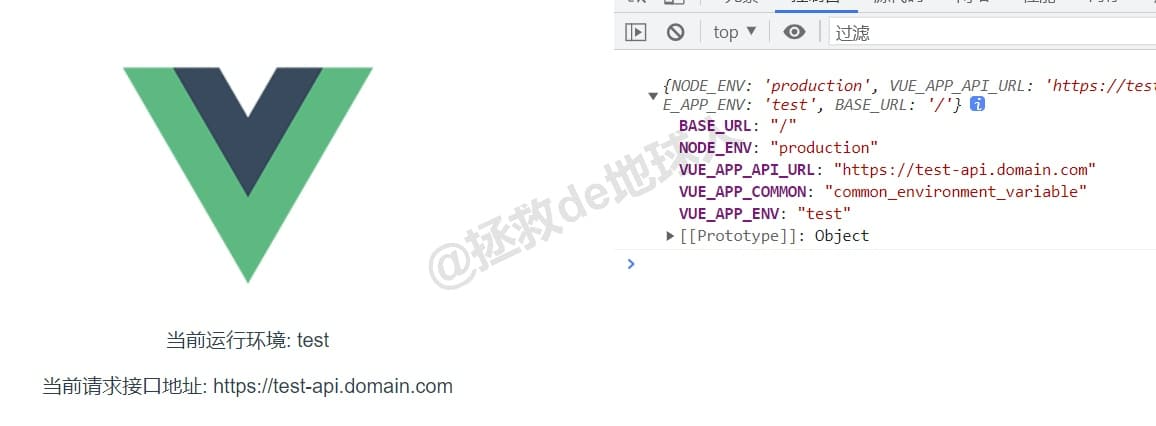 top
过滤
{NODE_ENV: 'production', VUE_APP_API_URL: 'https://test
E_APP_ENV: 'test', BASE_URL: '/'}
BASE_URL: "/"
NODE_ENV: "production"
VUE_APP_API_URL: "https://test-api.domain.com"
VUE_APP_COMMON: "common_environment_variable"
VUE_APP_ENV: "test"
[[Prototype]]: Object
@拯救de地球人
当前运行环境: test
当前请求接口地址: https://test-api.domain.com